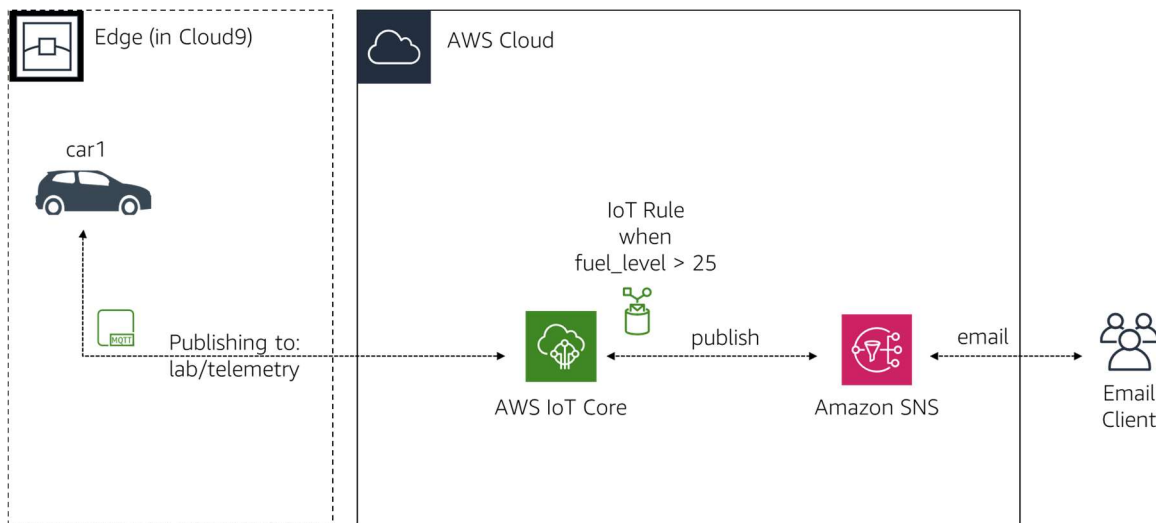 Edge (in Cloud9)
AWS Cloud
car1
IoT Rule
when
fuel_level > 25
MQTT
Publishing to:
lab/telemetry
publish
email
AWS IoT Core
Amazon SNS
Email
Client